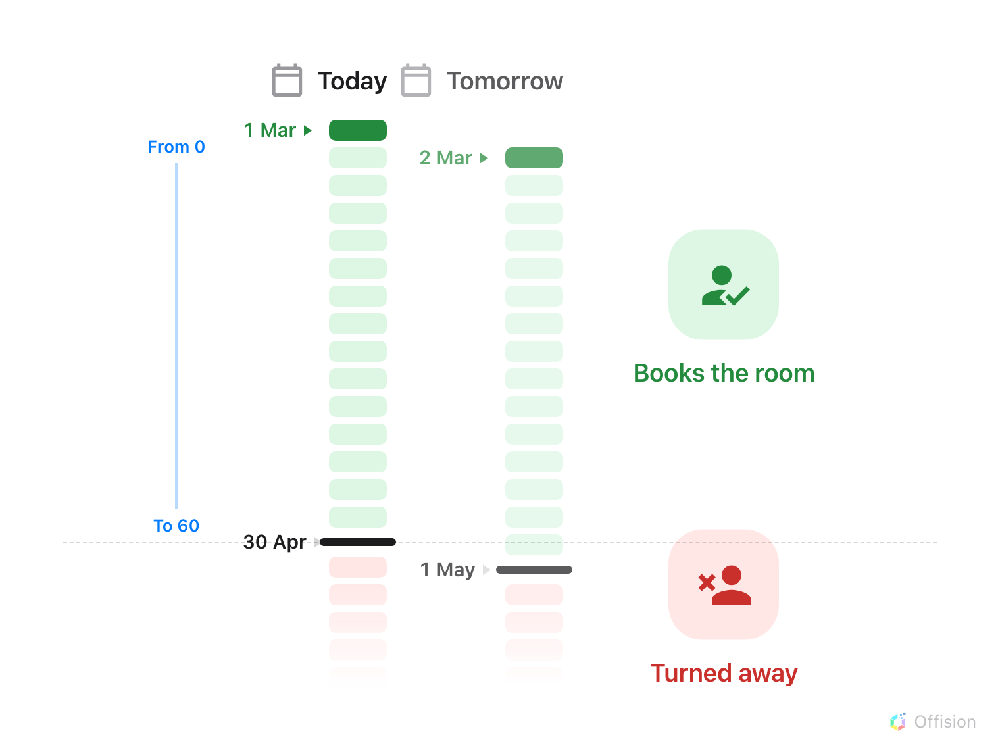 Today
Tomorrow
1 Mar
From 0
2 Mar
Books the room
To 60
30 Apr
1 May
Turned away
Offision